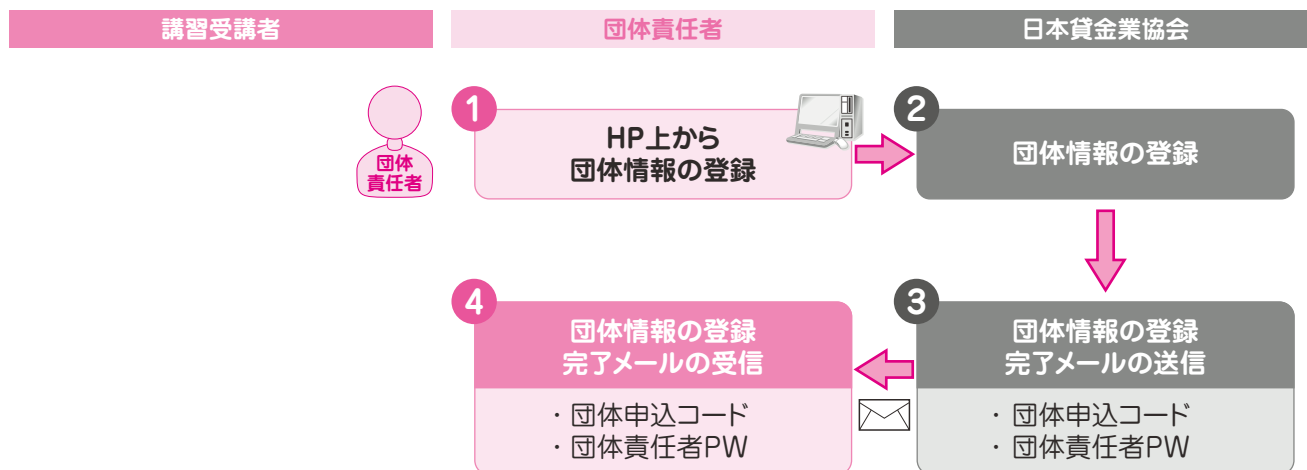 講習受講者
団体責任者
日本貸金業協会
団体
責任者
1
HP上から
団体情報の登録
2
団体情報の登録
4
団体情報の登録
完了メールの受信
・団体申込コード
・団体責任者PW
3
団体情報の登録
完了メールの送信
・団体申込コード
・団体責任者PW